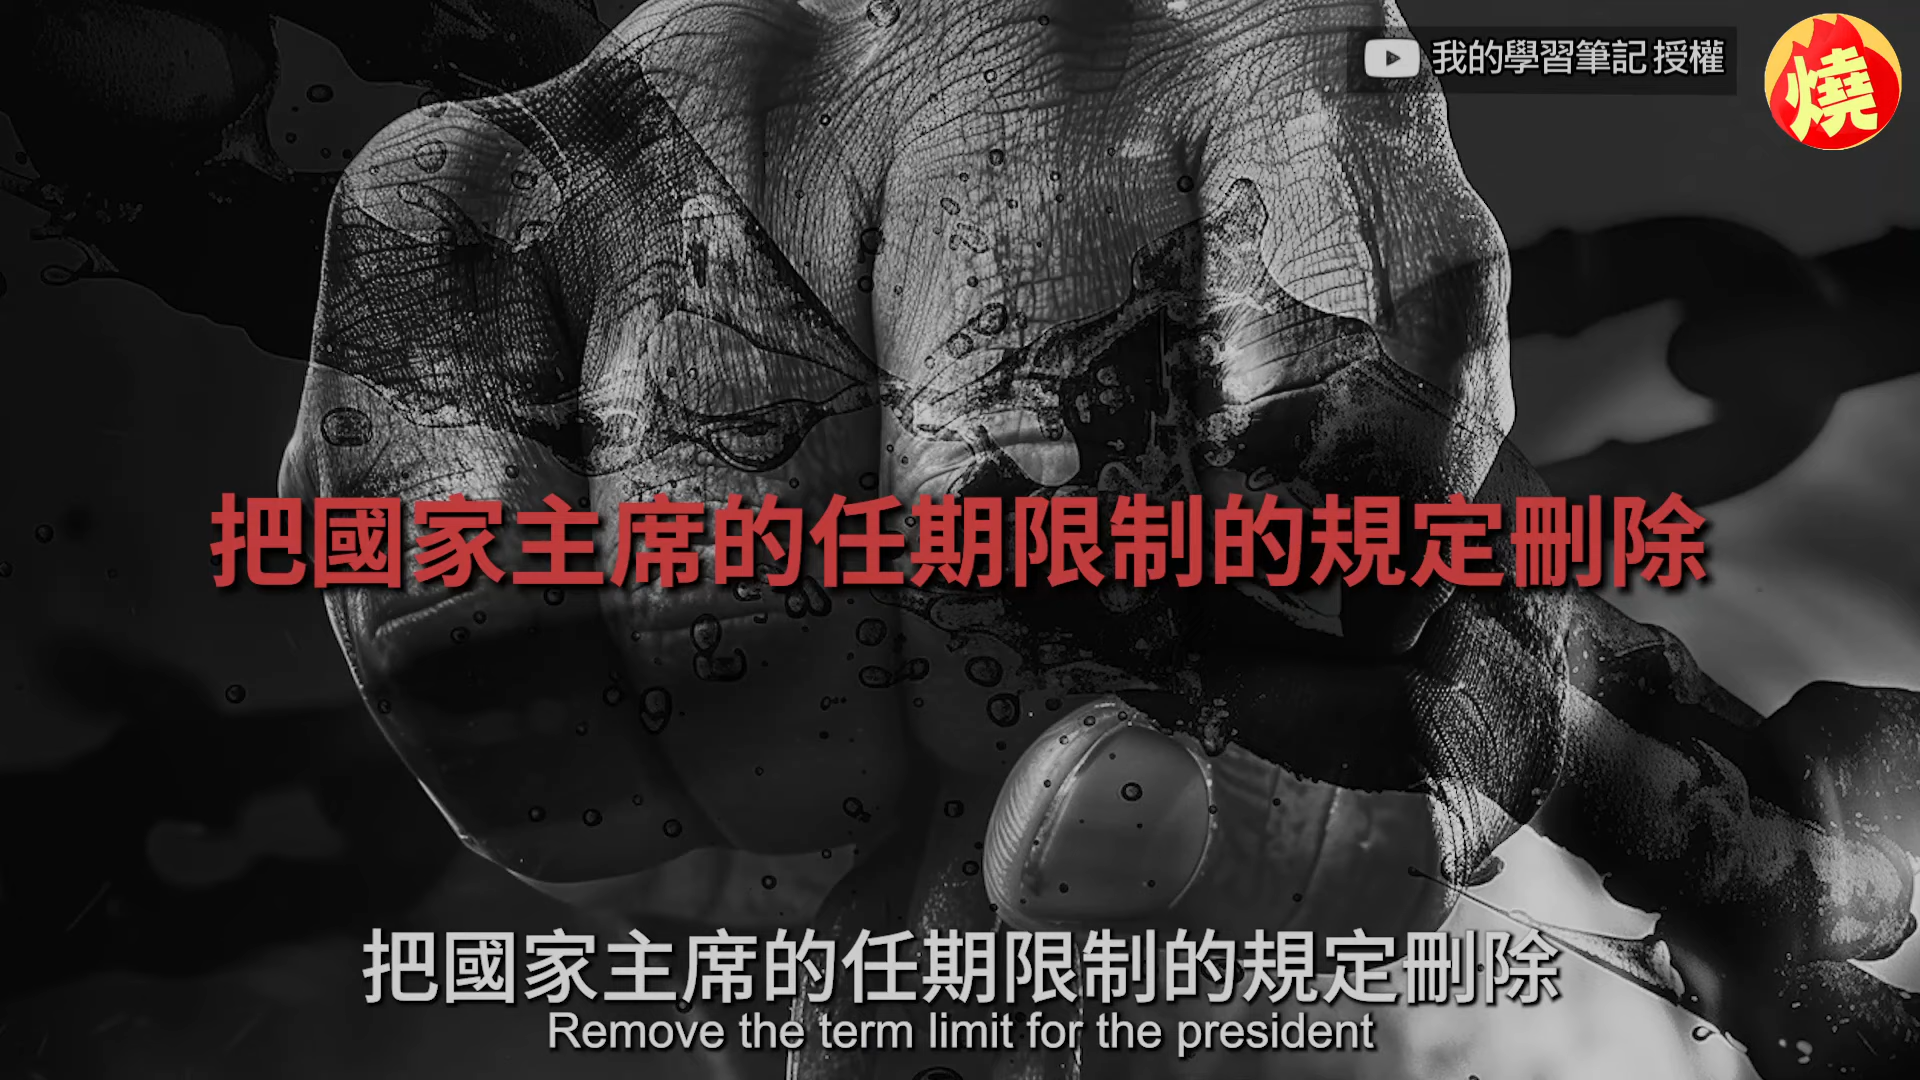 我的學習筆記 授權
燒
把國家主席的任期限制的規定刪除
把國家主席的任期限制的規定刪除
Remove the term limit for the president